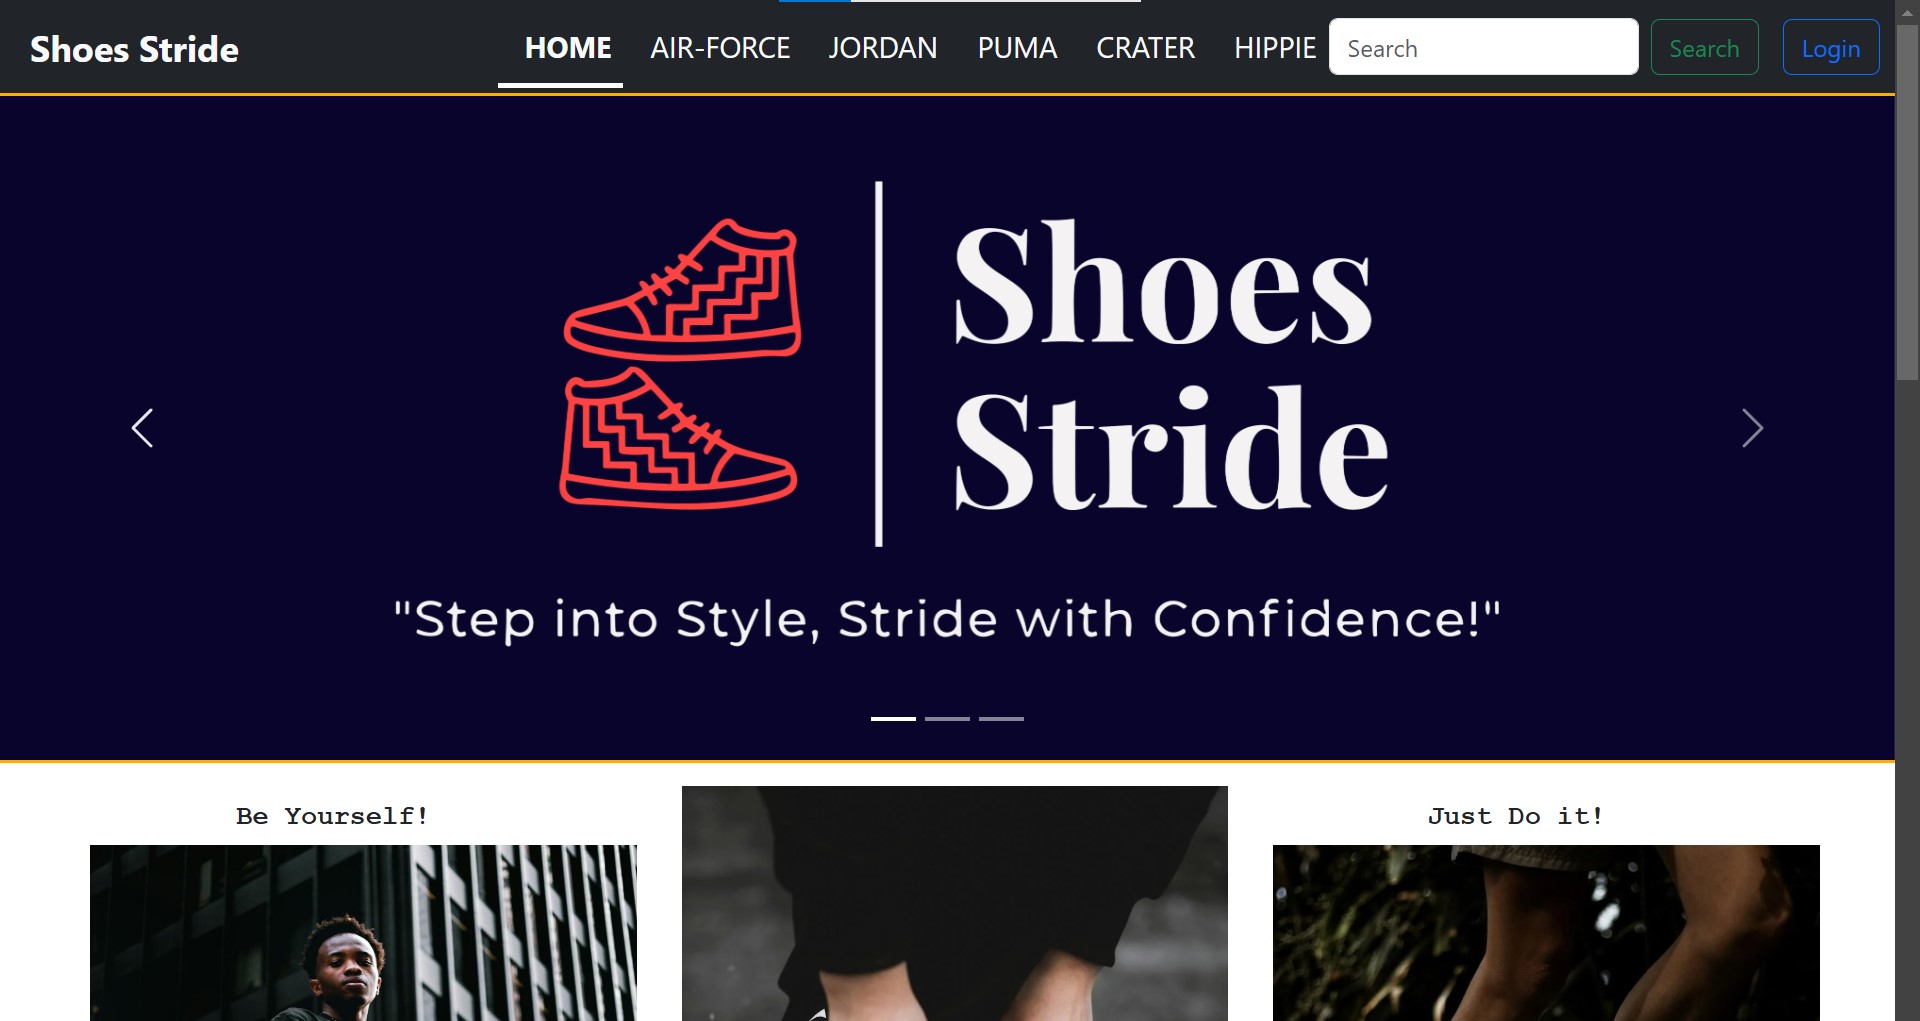 Shoes Stride
HOME AIR-FORCE JORDAN PUMA CRATER HIPPIE Search Search Login
Shoes
Stride
"Step into Style, Stride with Confidence!"
Be Yourself!
Just Do it!